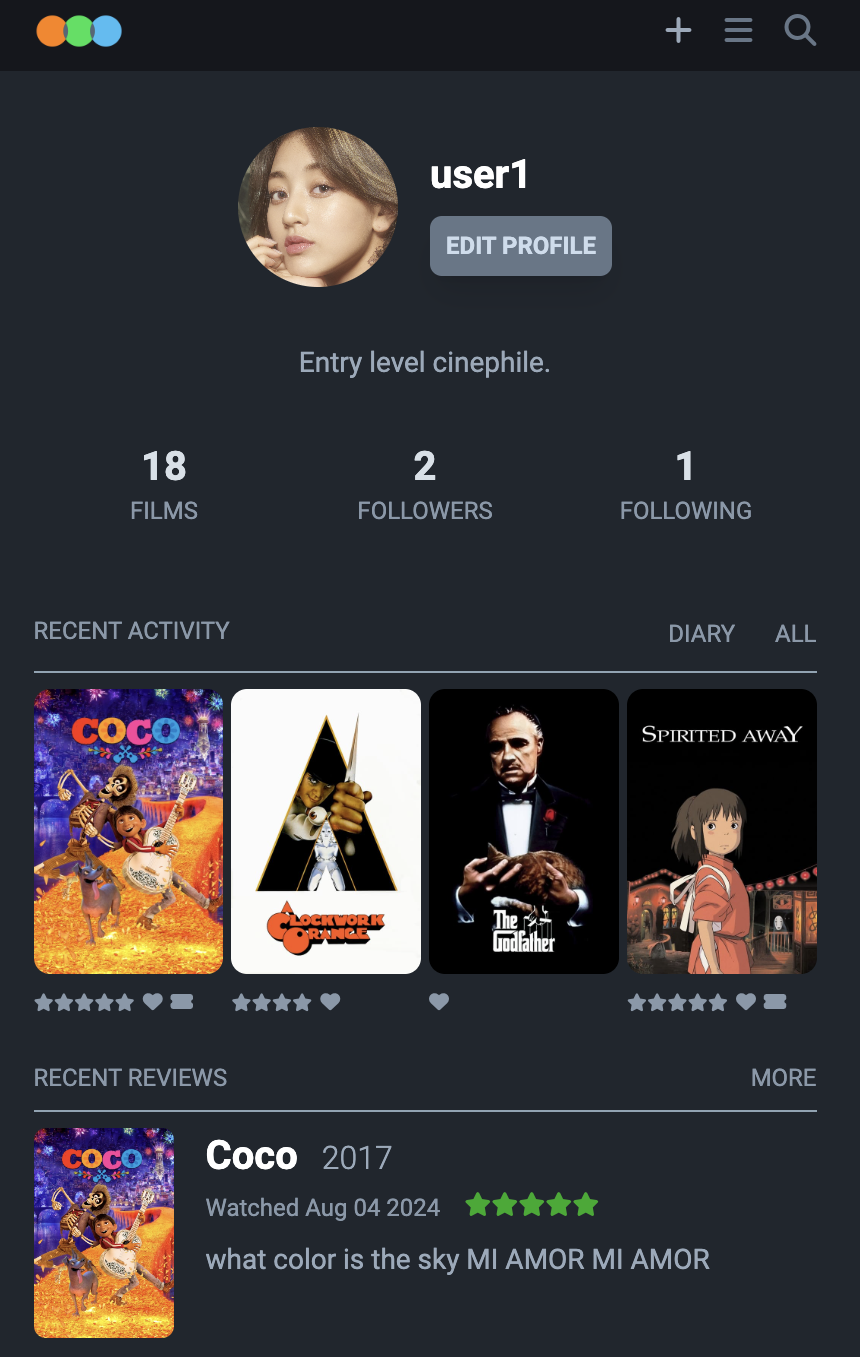 user1
EDIT PROFILE
Entry level cinephile.
18
FILMS
2
FOLLOWERS
1
FOLLOWING
RECENT ACTIVITY
DIARY
ALL
COCO
A CLOCKWORK
ORANGE
The
Godfather
SPIRITED AWAY
RECENT REVIEWS
MORE
COCO
Coco 2017
Watched Aug 04 2024
what color is the sky MI AMOR MI AMOR